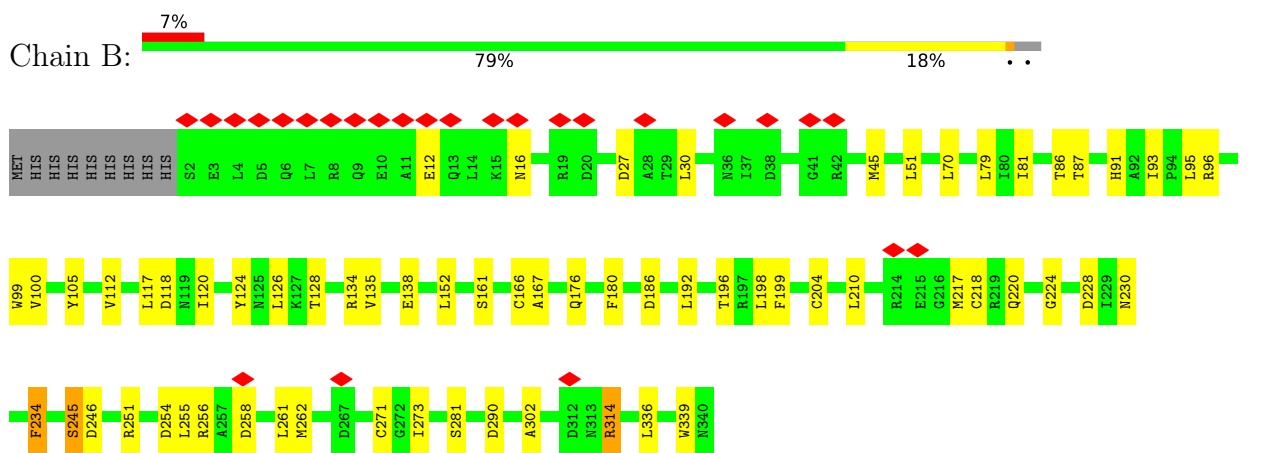 7%
Chain B:
79% 18% • •
MET HIS HIS HIS HIS HIS HIS HIS HIS S2 E3 L4 D5 Q6 L7 R8 Q9 E10 A11 E12 Q13 L14 K15 N16 R19 D20 D27 A28 T29 L30 N36 I37 D38 G41 R42 M45 L51 L70 L79 I80 I81 T86 T87 H91 A92 I93 P94 L95 R96
W99 V100 Y105 V112 L117 D118 N119 I120 Y124 N125 L126 K127 T128 R134 V135 E138 L152 S161 C166 A167 Q176 F180 D186 L192 T196 R197 L198 F199 C204 L210 R214 E215 G216 M217 C218 R219 Q220 G224 D228 I229 N230
F234 S245 D246 R251 D254 L255 R256 A257 D258 L261 M262 D267 C271 G272 I273 S281 D290 A302 D312 N313 R314 L336 W339 N340